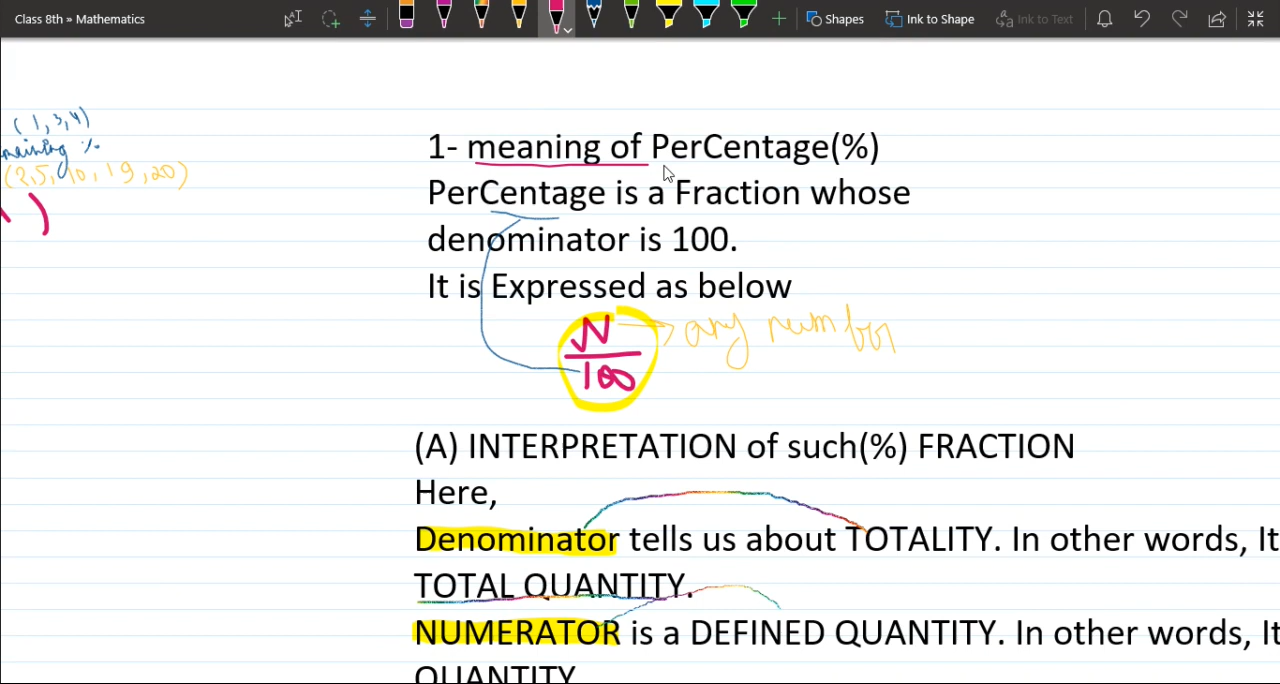 Class 8th » Mathematics
Shapes
Ink to Shape
Ink to Text
(1,3,4)
%
(2,5, 10, 19, 20)
)
1- meaning of PerCentage(%)
PerCentage is a Fraction whose
denominator is 100.
It is Expressed as below
N → any number
100
(A) INTERPRETATION of such(%) FRACTION
Here,
Denominator tells us about TOTALITY. In other words, It
TOTAL QUANTITY.
NUMERATOR is a DEFINED QUANTITY. In other words, It
QUANTITY